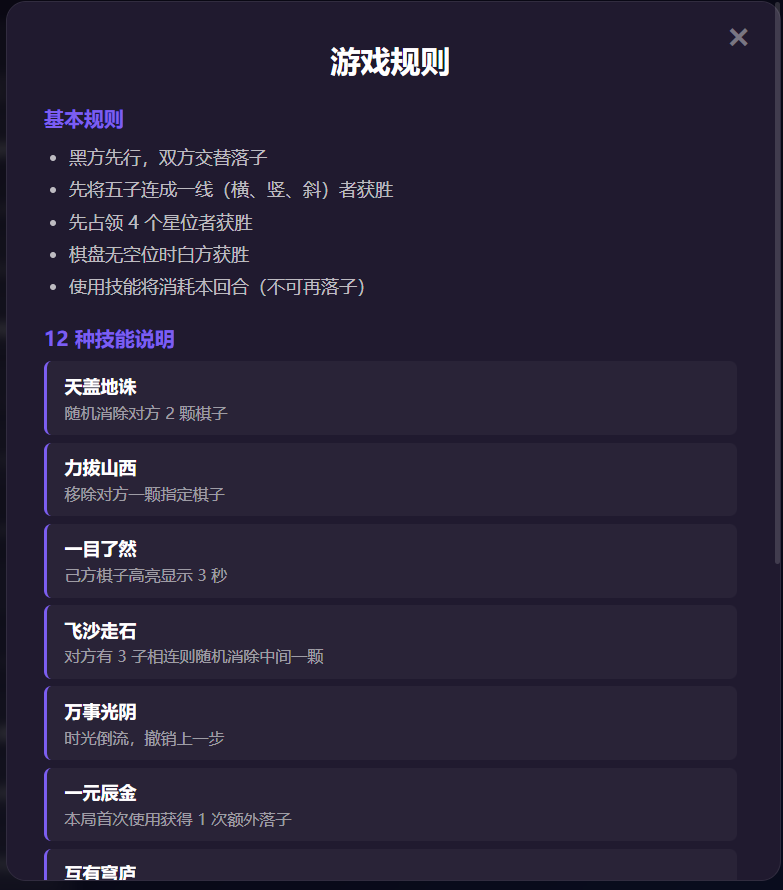 游戏规则
基本规则
黑方先行，双方交替落子
先将五子连成一线（横、竖、斜）者获胜
先占领 4 个星位者获胜
棋盘无空位时白方获胜
使用技能将消耗本回合（不可再落子）
12 种技能说明
天盖地诛
随机消除对方 2 颗棋子
力拔山西
移除对方一颗指定棋子
一目了然
己方棋子高亮显示 3 秒
飞沙走石
对方有 3 子相连则随机消除中间一颗
万事光阴
时光倒流，撤销上一步
一元辰金
本局首次使用获得 1 次额外落子
互有穹庐